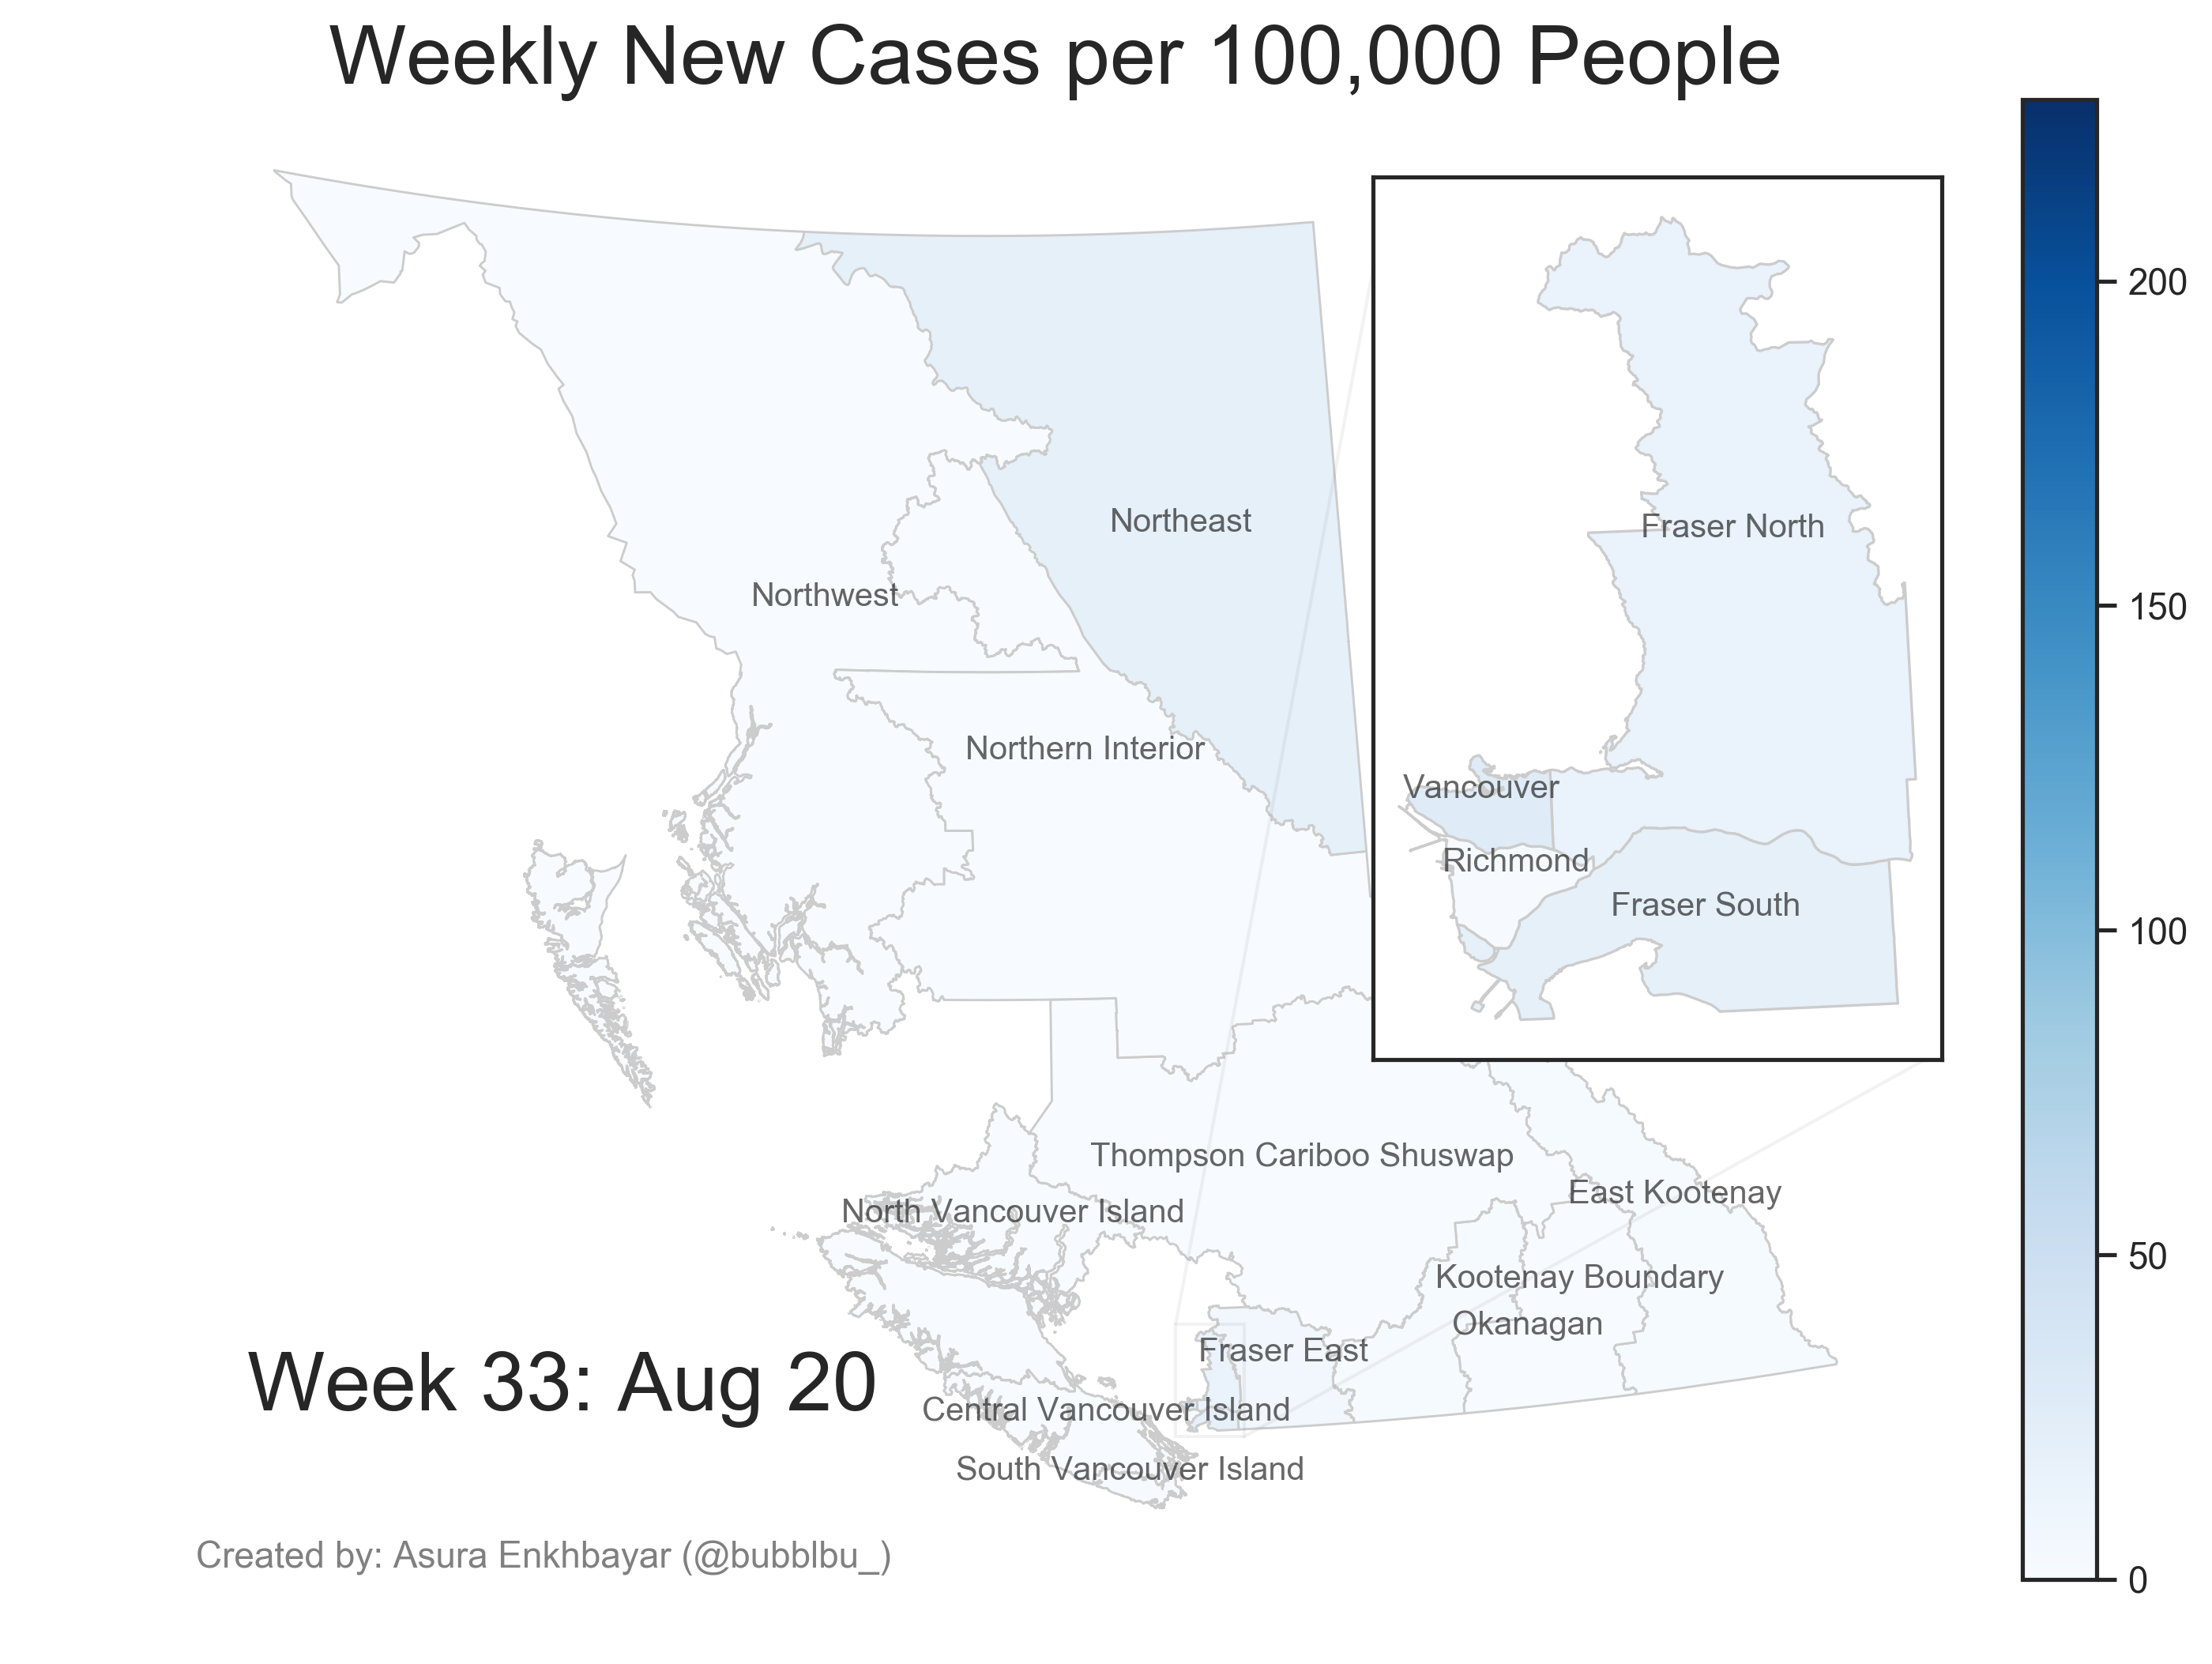 Weekly New Cases per 100,000 People
200
150
100
50
0
Northeast
Fraser North
Northwest
Northern Interior
Vancouver
Richmond
Fraser South
Thompson Cariboo Shuswap
East Kootenay
North Vancouver Island
Kootenay Boundary
Okanagan
Fraser East
Week 33: Aug 20
Central Vancouver Island
South Vancouver Island
Created by: Asura Enkhbayar (@bubblbu_)